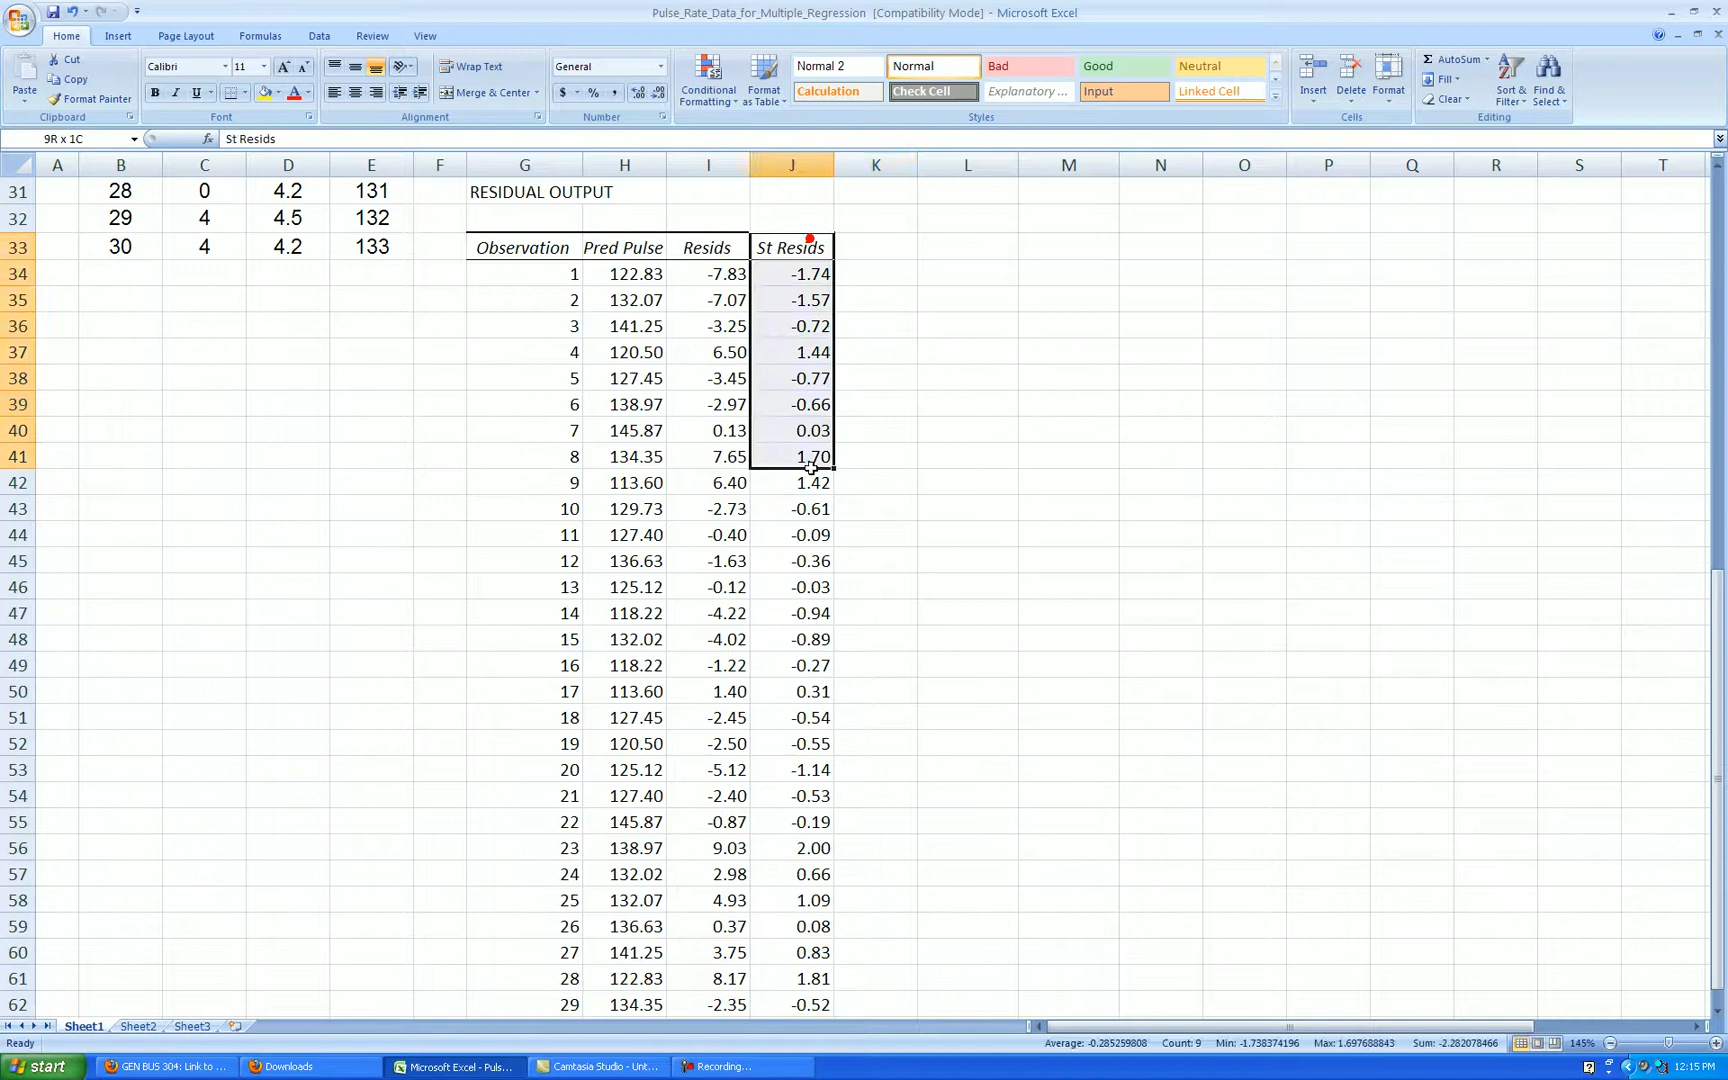 Pulse_Rate_Data_for_Multiple_Regression [Compatibility Mode] - Microsoft Excel
Home Insert Page Layout Formulas Data Review View
Paste Cut Copy Format Painter
Calibri 11 Wrap Text Merge & Center General
B I U A $ % ,
Conditional Formatting Format as Table
Normal 2 Normal Bad Good Neutral
Calculation Check Cell Explanatory ... Input Linked Cell
Insert Delete Format
AutoSum Fill Clear Sort & Filter Find & Select
Clipboard Font Alignment Number Styles Cells Editing
9R x 1C fx St Resids
A B C D E F G H I J K L M N O P Q R S T
31 28 0 4.2 131 RESIDUAL OUTPUT
32 29 4 4.5 132
33 30 4 4.2 133 Observation Pred Pulse Resids St Resids
34 1 122.83 -7.83 -1.74
35 2 132.07 -7.07 -1.57
36 3 141.25 -3.25 -0.72
37 4 120.50 6.50 1.44
38 5 127.45 -3.45 -0.77
39 6 138.97 -2.97 -0.66
40 7 145.87 0.13 0.03
41 8 134.35 7.65 1.70
42 9 113.60 6.40 1.42
43 10 129.73 -2.73 -0.61
44 11 127.40 -0.40 -0.09
45 12 136.63 -1.63 -0.36
46 13 125.12 -0.12 -0.03
47 14 118.22 -4.22 -0.94
48 15 132.02 -4.02 -0.89
49 16 118.22 -1.22 -0.27
50 17 113.60 1.40 0.31
51 18 127.45 -2.45 -0.54
52 19 120.50 -2.50 -0.55
53 20 125.12 -5.12 -1.14
54 21 127.40 -2.40 -0.53
55 22 145.87 -0.87 -0.19
56 23 138.97 9.03 2.00
57 24 132.02 2.98 0.66
58 25 132.07 4.93 1.09
59 26 136.63 0.37 0.08
60 27 141.25 3.75 0.83
61 28 122.83 8.17 1.81
62 29 134.35 -2.35 -0.52
Sheet1 Sheet2 Sheet3
Ready Average: -0.285259808 Count: 9 Min: -1.738374196 Max: 1.697688843 Sum: -2.282078466 145%
start GEN BUS 304: Link to ... Downloads Microsoft Excel - Puls... Camtasia Studio - Unt... Recording... 12:15 PM